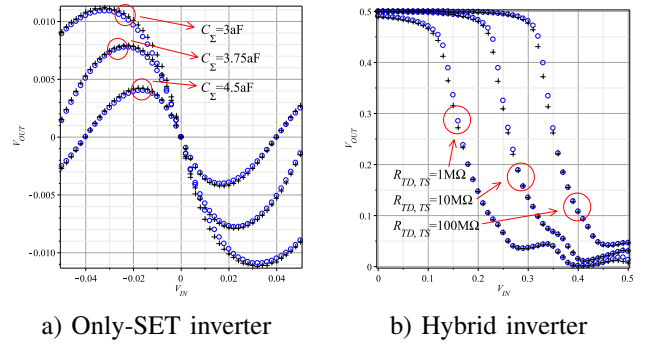 0.010
0.005
V_OUT
0
−0.005
−0.010
−0.04 −0.02 0 0.02 0.04
V_IN
C_Σ=3aF
C_Σ=3.75aF
C_Σ=4.5aF
a) Only-SET inverter
0.5
0.4
0.3
V_OUT
0.2
0.1
0
0 0.1 0.2 0.3 0.4 0.5
V_IN
R_TD, TS=1MΩ
R_TD, TS=10MΩ
R_TD, TS=100MΩ
b) Hybrid inverter